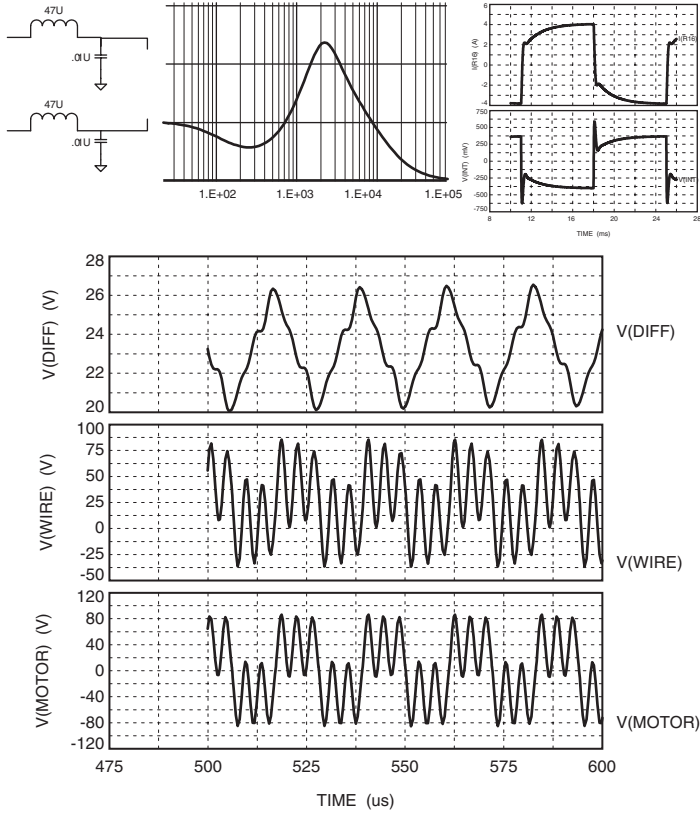 47U
.01U
47U
.01U
1.E+02 1.E+03 1.E+04 1.E+05
I(R16) (A)
6
4
2
0
-2
-4
I(R16)
V(INT) (mV)
750
500
250
0
-250
-500
-750
V(INT)
8 12 16 20 24 28
TIME (ms)
V(DIFF) (V)
28
26
24
22
20
V(DIFF)
V(WIRE) (V)
100
75
50
25
0
-25
-50
V(WIRE)
V(MOTOR) (V)
120
80
40
0
-40
-80
-120
V(MOTOR)
475 500 525 550 575 600
TIME (us)